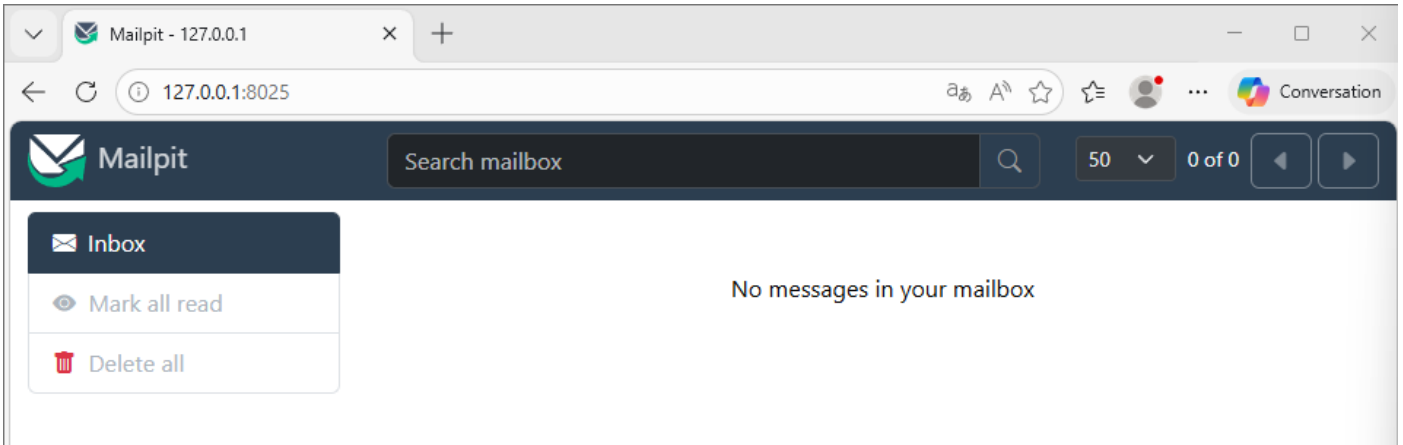 Mailpit - 127.0.0.1
127.0.0.1:8025
aあ A
Conversation
Mailpit
Search mailbox
50
0 of 0
Inbox
No messages in your mailbox
Mark all read
Delete all